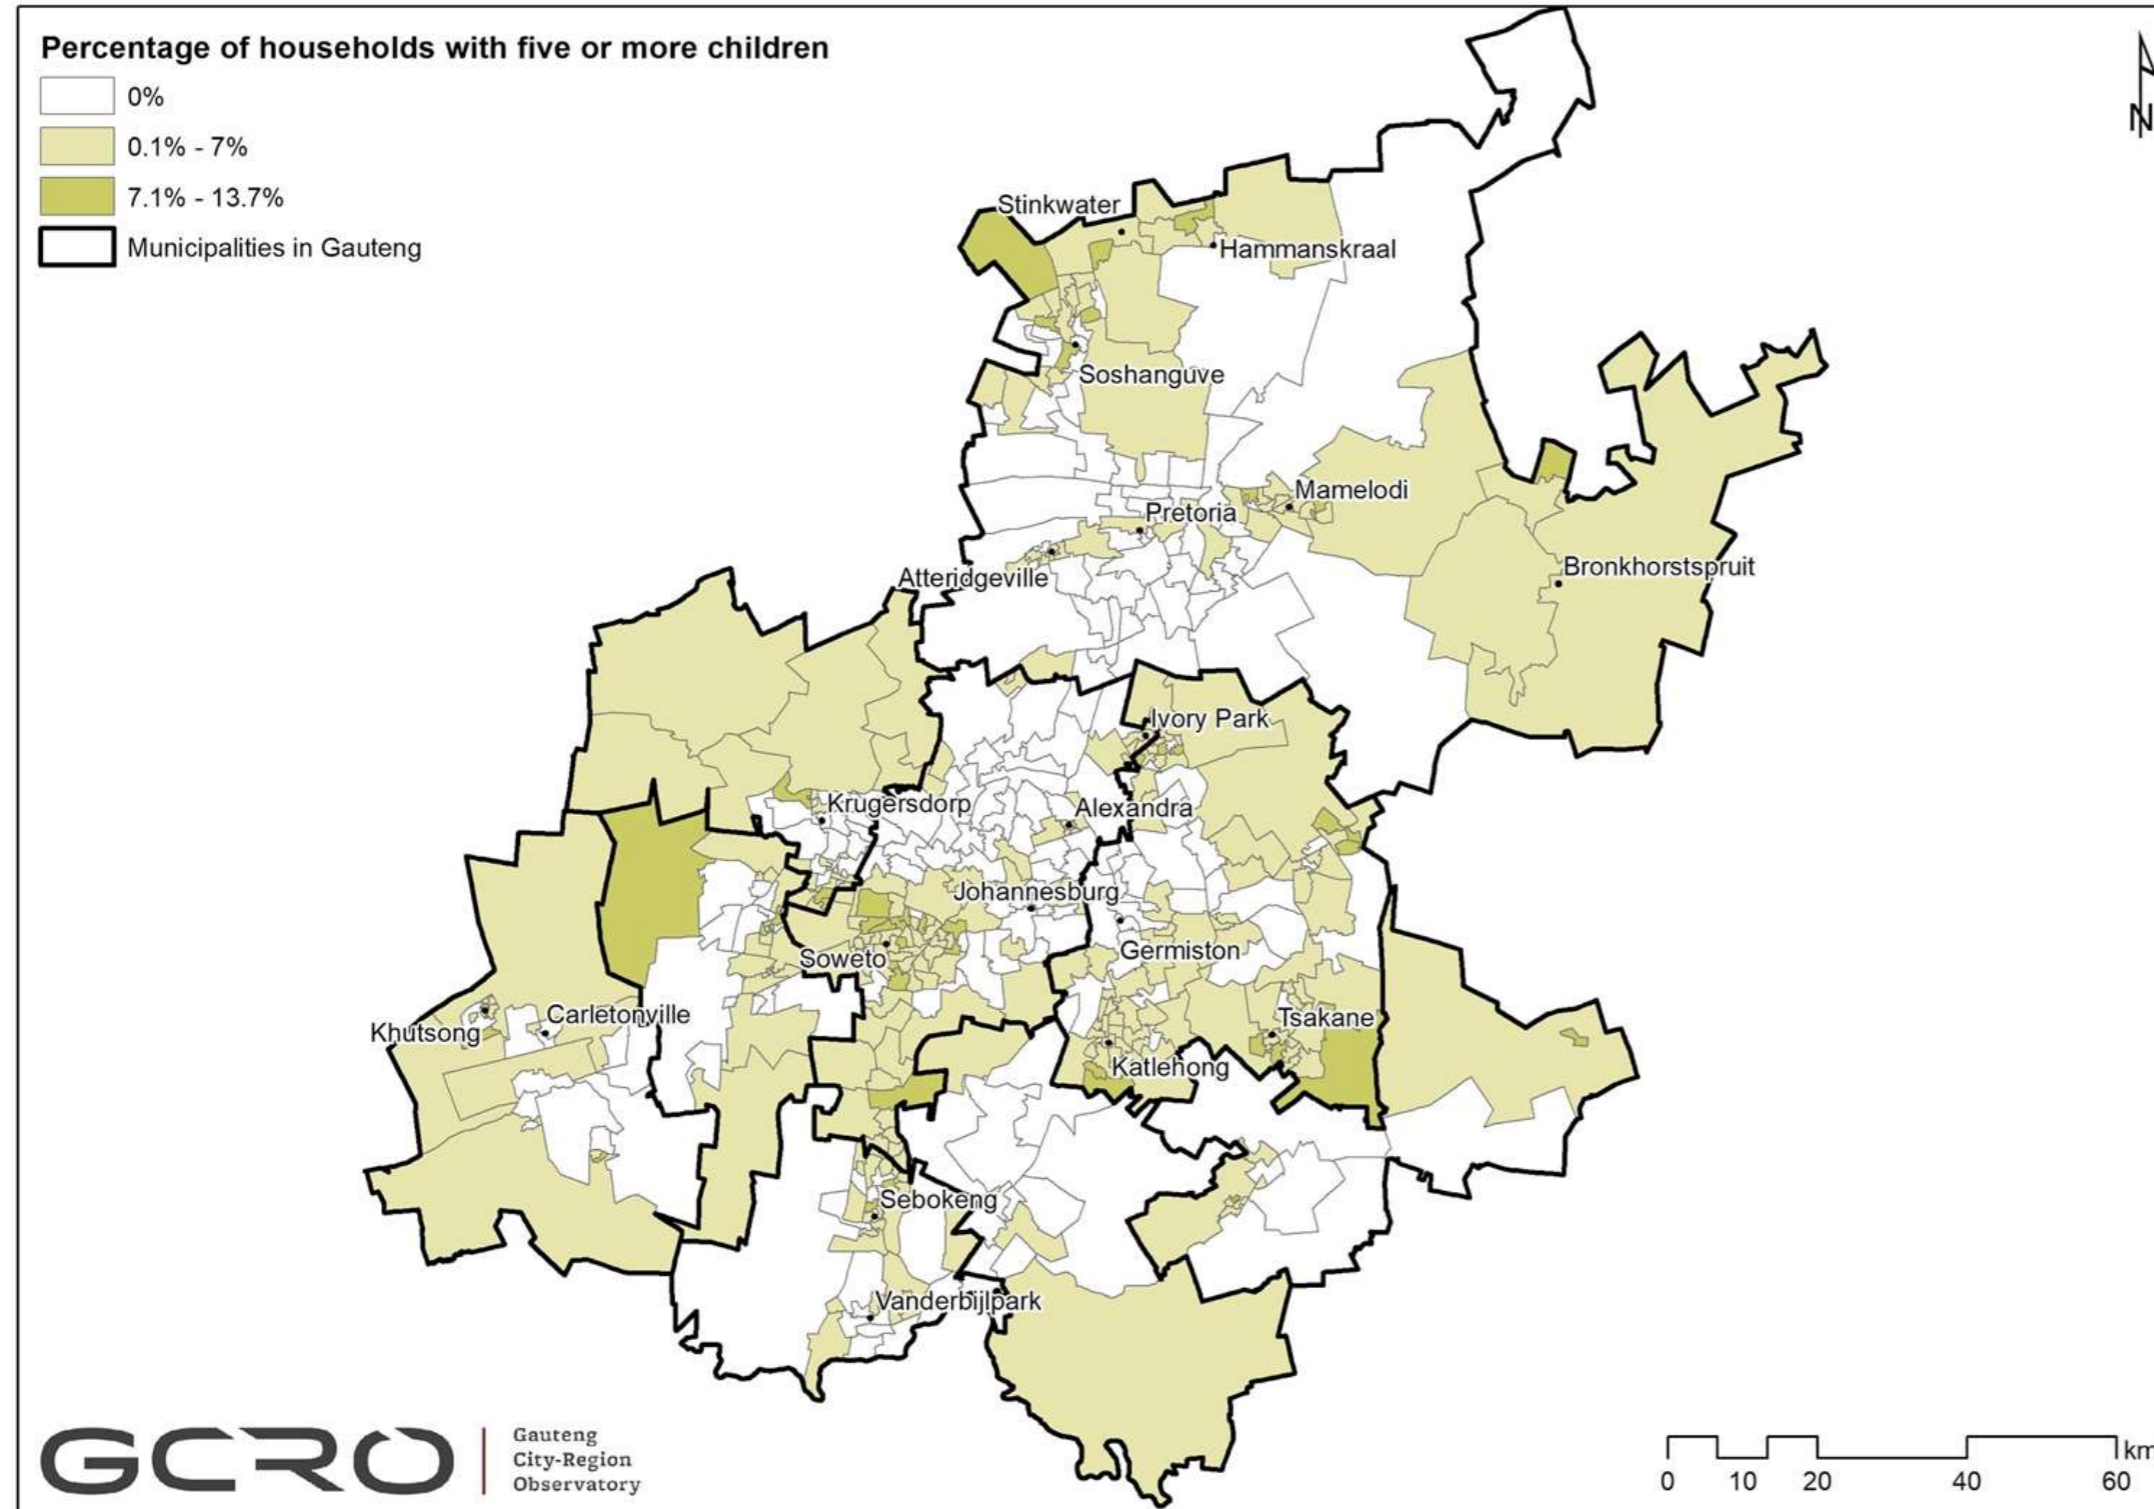 Percentage of households with five or more children
0%
0.1% - 7%
7.1% - 13.7%
Municipalities in Gauteng
N
Stinkwater
Hammanskraal
Soshanguve
Mamelodi
Pretoria
Bronkhorstspruit
Atteridgeville
Ivory Park
Krugersdorp
Alexandra
Johannesburg
Germiston
Soweto
Carletonville
Khutsong
Tsakane
Katlehong
Sebokeng
Vanderbijlpark
GCRO
Gauteng
City-Region
Observatory
km
0 10 20 40 60